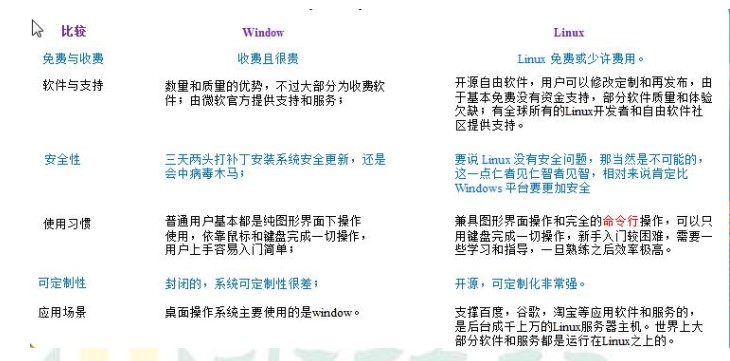 比较 Window Linux
免费与收费 收费且很贵 Linux 免费或少许费用。
软件与支持 数量和质量的优势，不过大部分为收费软
件；由微软官方提供支持和服务；
开源自由软件，用户可以修改定制和再发布，由
于基本免费没有资金支持，部分软件质量和体验
欠缺；有全球所有的Linux开发者和自由软件社
区提供支持。
安全性 三天两头打补丁安装系统安全更新，还是
会中病毒木马；
要说 Linux 没有安全问题，那当然是不可能的，
这一点仁者见仁智者见智，相对来说肯定比
Windows 平台要更加安全
使用习惯 普通用户基本都是纯图形界面下操作
使用，依靠鼠标和键盘完成一切操作，
用户上手容易入门简单；
兼具图形界面操作和完全的命令行操作，可以只
用键盘完成一切操作，新手入门较困难，需要一
些学习和指导，一旦熟练之后效率极高。
可定制性 封闭的，系统可定制性很差； 开源，可定制化非常强。
应用场景 桌面操作系统主要使用的是window。
支撑百度，谷歌，淘宝等应用软件和服务的，
是后台成千上万的Linux服务器主机。世界上大
部分软件和服务都是运行在Linux之上的。